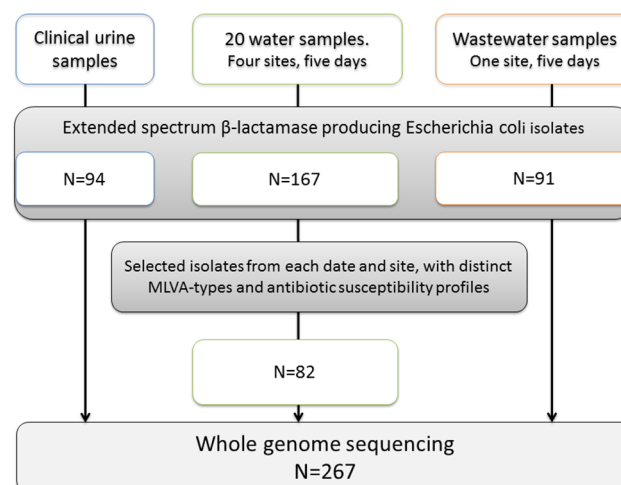 Clinical urine
samples
20 water samples.
Four sites, five days
Wastewater samples
One site, five days
Extended spectrum β-lactamase producing Escherichia coli isolates
N=94
N=167
N=91
Selected isolates from each date and site, with distinct
MLVA-types and antibiotic susceptibility profiles
N=82
Whole genome sequencing
N=267